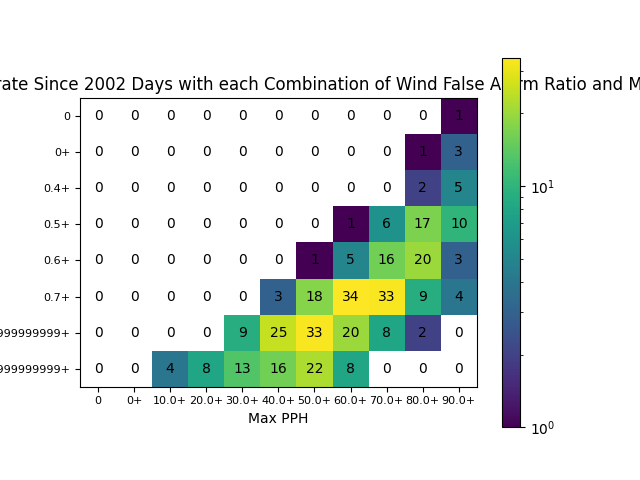 rate Since 2002 Days with each Combination of Wind False Alarm Ratio and M
0 0 0 0 0 0 0 0 0 0 0 1
0+ 0 0 0 0 0 0 0 0 0 1 3
0.4+ 0 0 0 0 0 0 0 0 0 2 5
0.5+ 0 0 0 0 0 0 0 1 6 17 10
0.6+ 0 0 0 0 0 0 1 5 16 20 3
0.7+ 0 0 0 0 0 3 18 34 33 9 4
999999999+ 0 0 0 0 9 25 33 20 8 2 0
999999999+ 0 0 4 8 13 16 22 8 0 0 0
0 0+ 10.0+ 20.0+ 30.0+ 40.0+ 50.0+ 60.0+ 70.0+ 80.0+ 90.0+
Max PPH
10^1
10^0